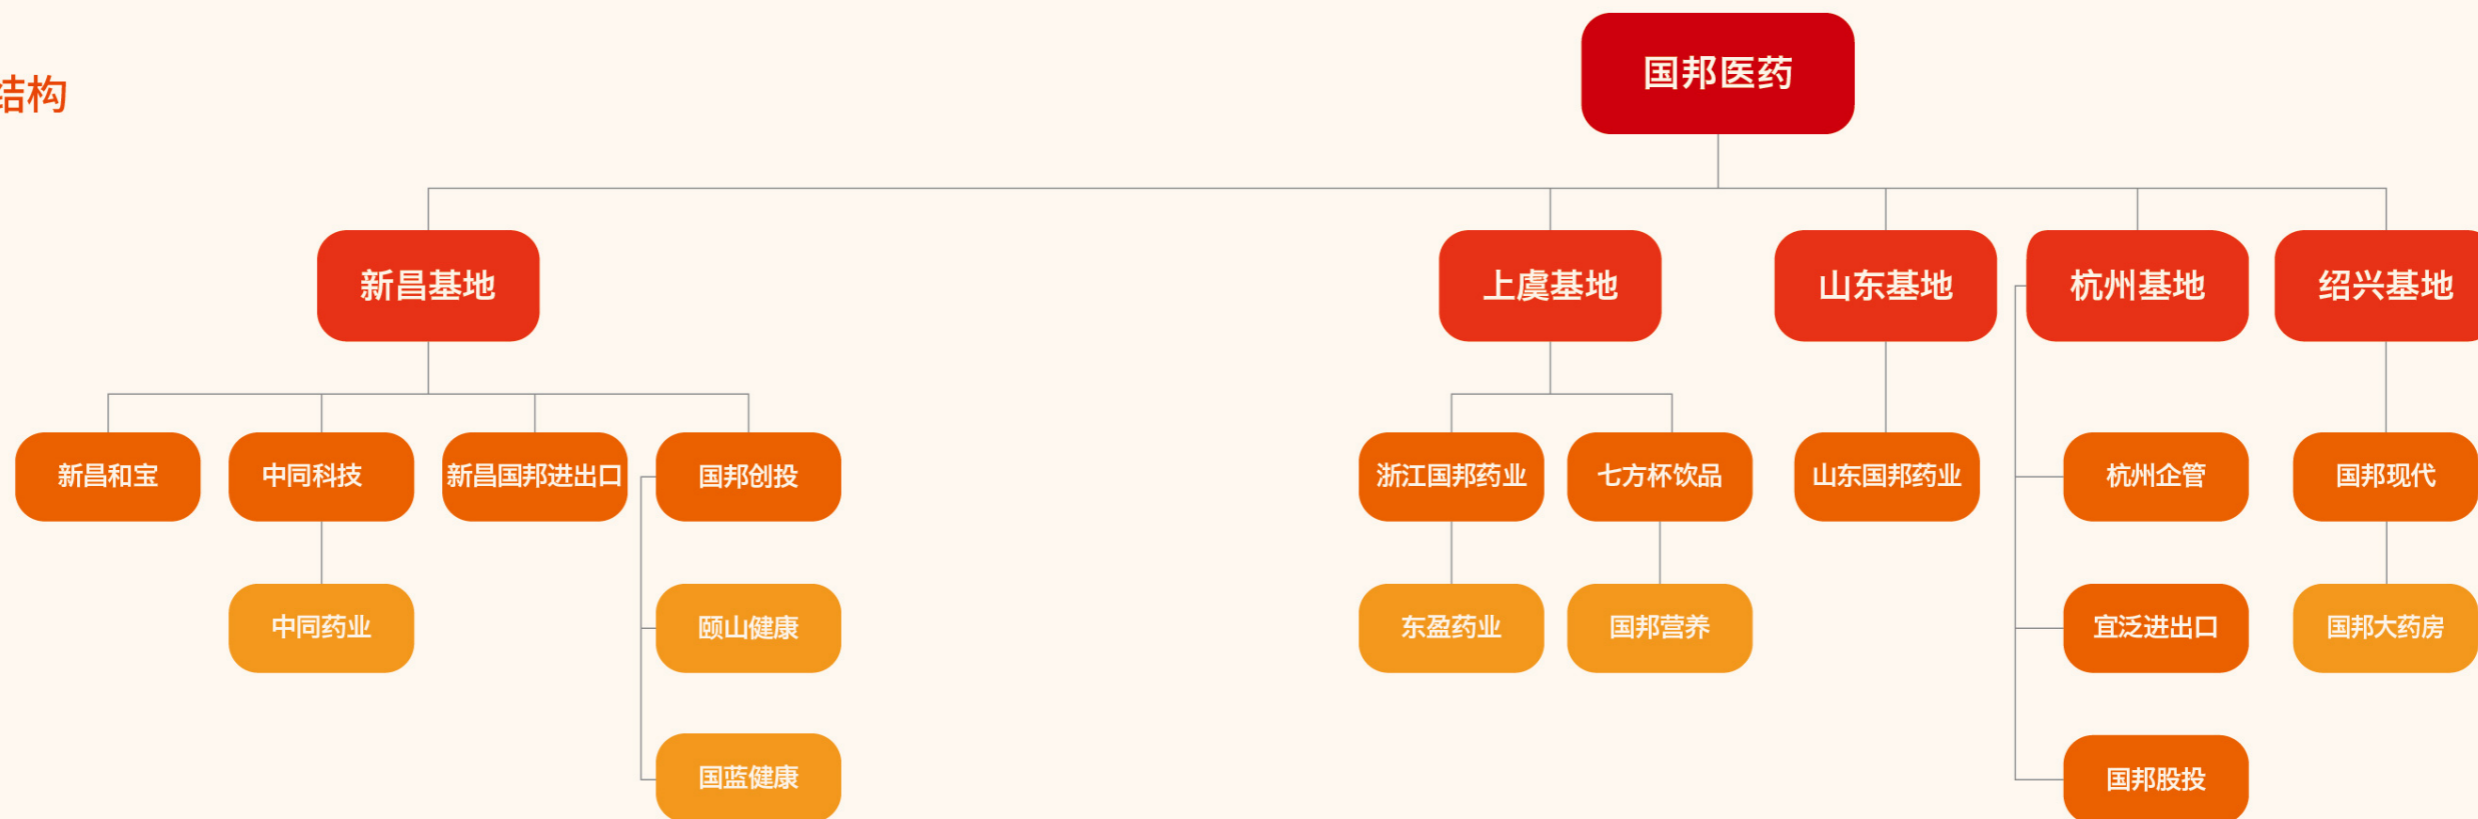 国邦医药
结构
新昌基地
上虞基地
山东基地
杭州基地
绍兴基地
新昌和宝
中同科技
新昌国邦进出口
国邦创投
浙江国邦药业
七方杯饮品
山东国邦药业
杭州企管
国邦现代
中同药业
颐山健康
东盈药业
国邦营养
宜泛进出口
国邦大药房
国蓝健康
国邦股投